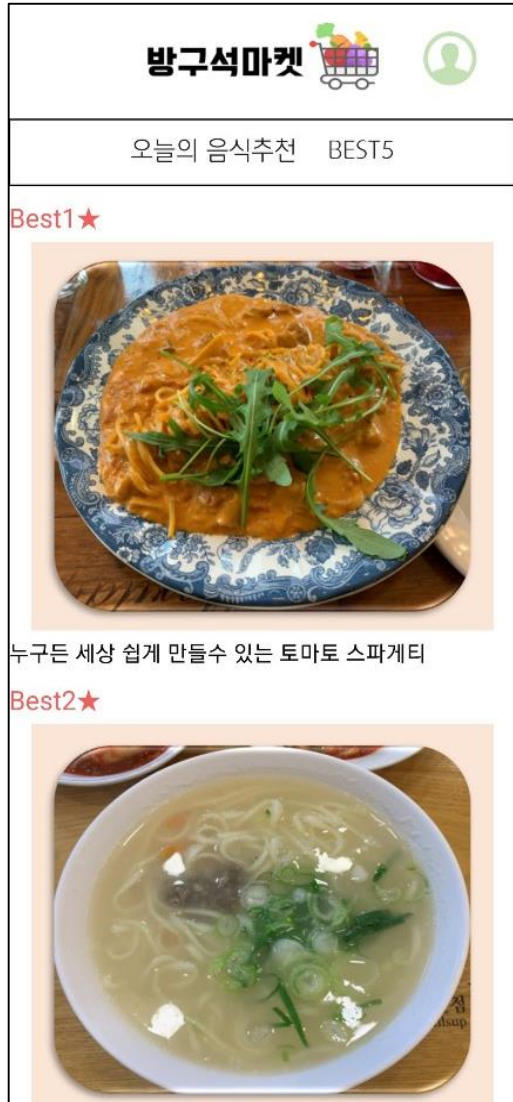 방구석마켓
오늘의 음식추천 BEST5
Best1★
누구든 세상 쉽게 만들수 있는 토마토 스파게티
Best2★
점